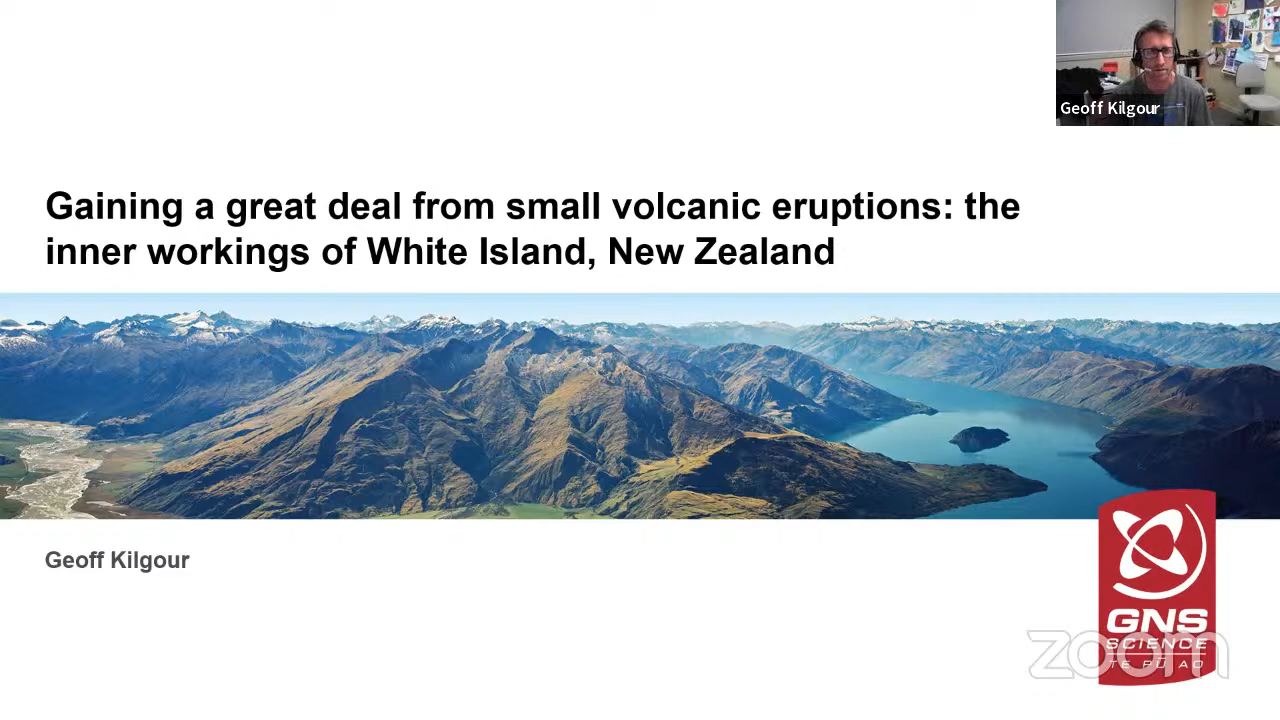 Geoff Kilgour
Gaining a great deal from small volcanic eruptions: the
inner workings of White Island, New Zealand
Geoff Kilgour
GNS
SCIENCE
TE PŪ AO
zoom